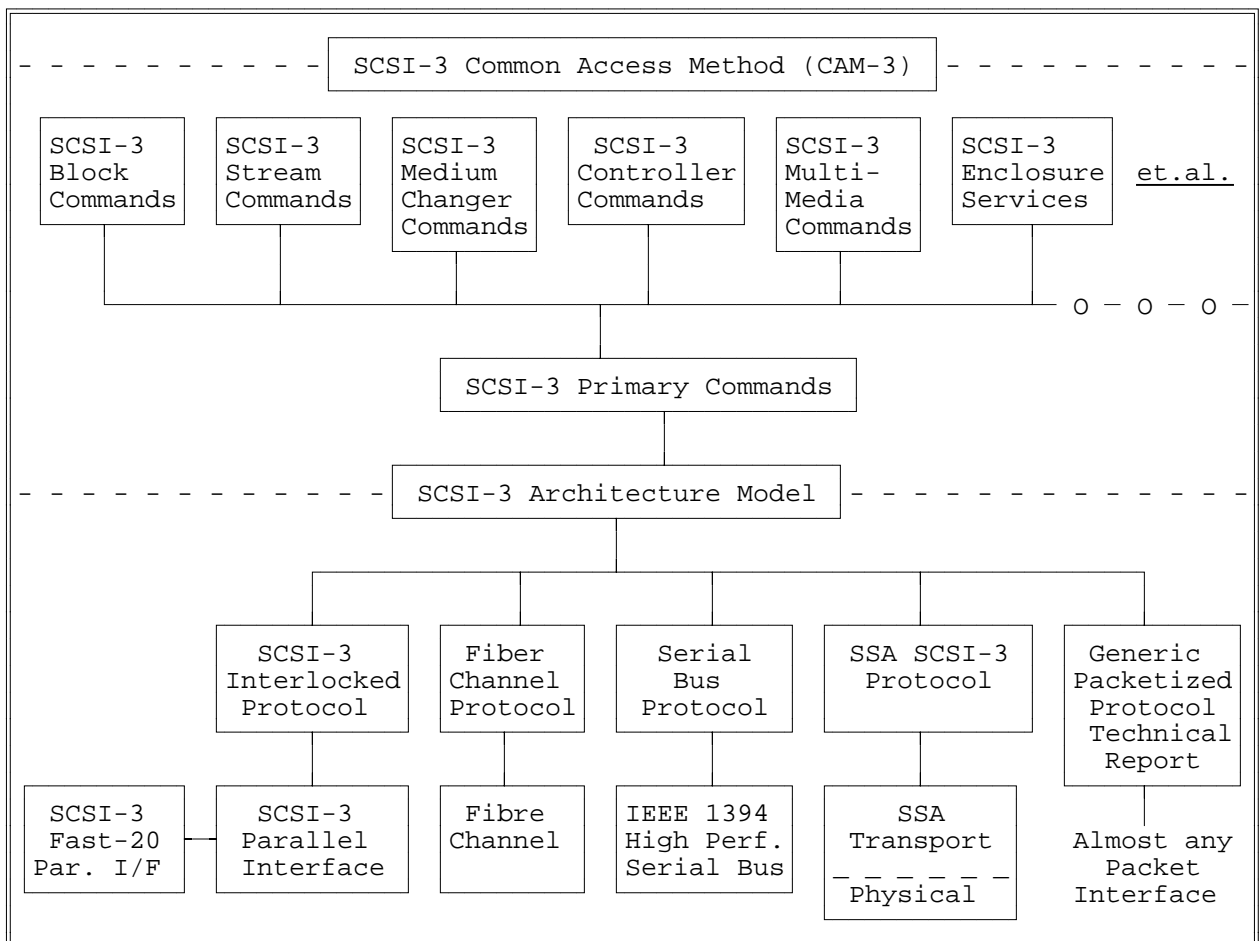 SCSI-3 Common Access Method (CAM-3)
SCSI-3
Block
Commands
SCSI-3
Stream
Commands
SCSI-3
Medium
Changer
Commands
SCSI-3
Controller
Commands
SCSI-3
Multi-
Media
Commands
SCSI-3
Enclosure
Services
et.al.
O O O
SCSI-3 Primary Commands
SCSI-3 Architecture Model
SCSI-3
Interlocked
Protocol
Fiber
Channel
Protocol
Serial
Bus
Protocol
SSA SCSI-3
Protocol
Generic
Packetized
Protocol
Technical
Report
SCSI-3
Fast-20
Par. I/F
SCSI-3
Parallel
Interface
Fibre
Channel
IEEE 1394
High Perf.
Serial Bus
SSA
Transport
Physical
Almost any
Packet
Interface